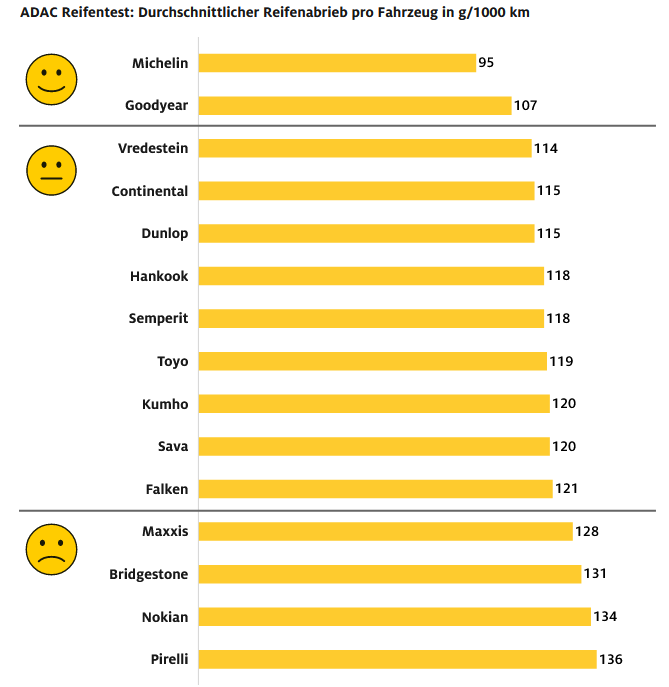 ADAC Reifentest: Durchschnittlicher Reifenabrieb pro Fahrzeug in g/1000 km
Michelin 95
Goodyear 107
Vredestein 114
Continental 115
Dunlop 115
Hankook 118
Semperit 118
Toyo 119
Kumho 120
Sava 120
Falken 121
Maxxis 128
Bridgestone 131
Nokian 134
Pirelli 136